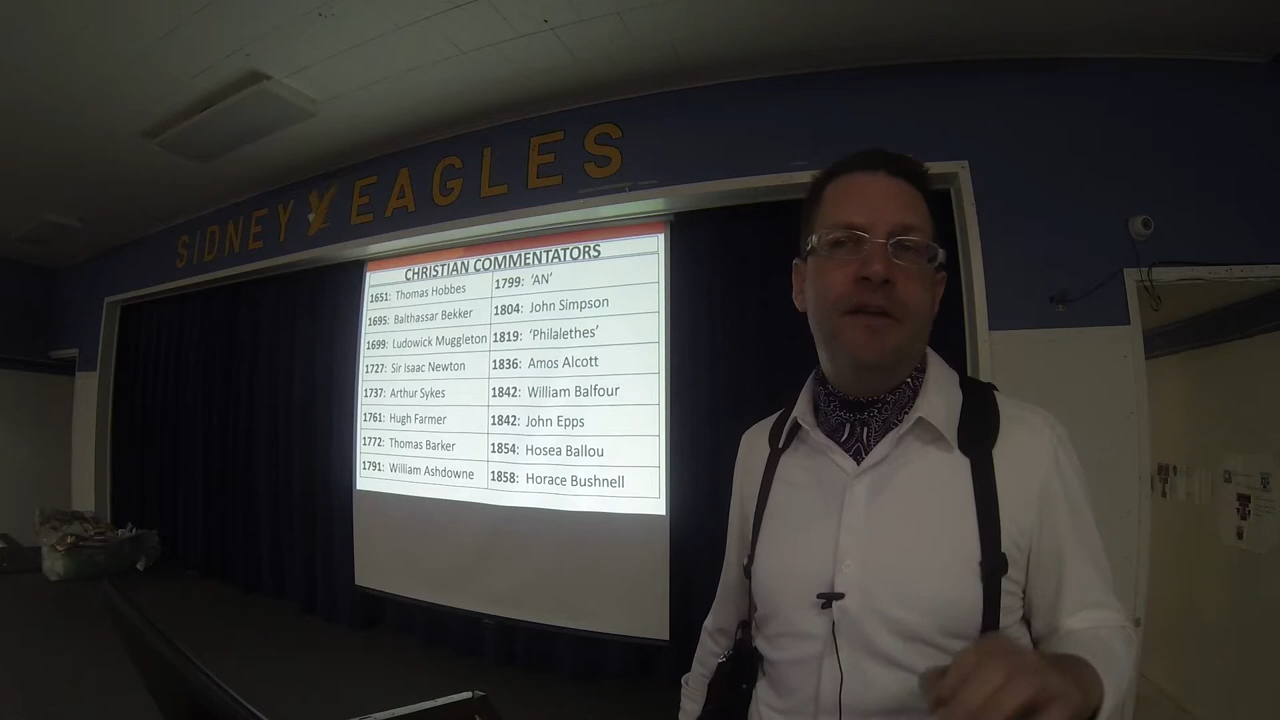 SIDNEY EAGLES
CHRISTIAN COMMENTATORS
1651: Thomas Hobbes
1695: Balthassar Bekker
1699: Ludowick Muggleton
1727: Sir Isaac Newton
1737: Arthur Sykes
1761: Hugh Farmer
1772: Thomas Barker
1791: William Ashdowne
1799: 'AN'
1804: John Simpson
1819: 'Philalethes'
1836: Amos Alcott
1842: William Balfour
1842: John Epps
1854: Hosea Ballou
1858: Horace Bushnell